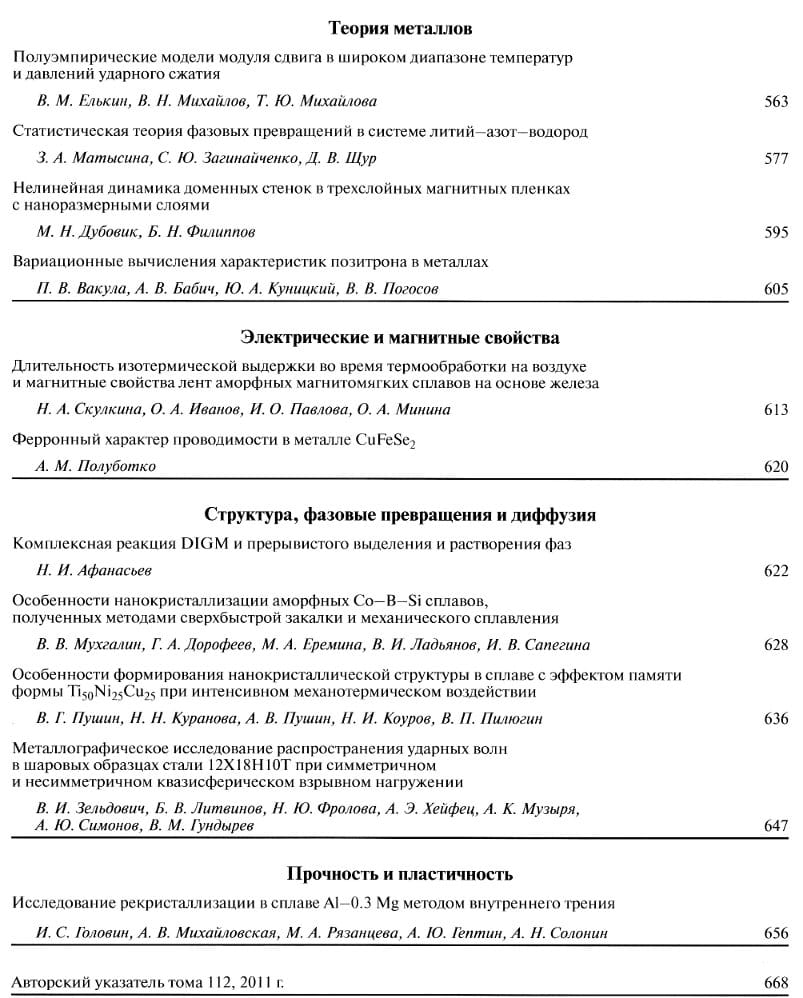 Теория металлов
Полуэмпирические модели модуля сдвига в широком диапазоне температур
и давлений ударного сжатия
В. М. Елькин, В. Н. Михайлов, Т. Ю. Михайлова 563
Статистическая теория фазовых превращений в системе литий–азот–водород
З. А. Матысина, С. Ю. Загинайченко, Д. В. Щур 577
Нелинейная динамика доменных стенок в трехслойных магнитных пленках
с наноразмерными слоями
М. Н. Дубовик, Б. Н. Филиппов 595
Вариационные вычисления характеристик позитрона в металлах
П. В. Вакула, А. В. Бабич, Ю. А. Куницкий, В. В. Погосов 605
Электрические и магнитные свойства
Длительность изотермической выдержки во время термообработки на воздухе
и магнитные свойства лент аморфных магнитомягких сплавов на основе железа
Н. А. Скулкина, О. А. Иванов, И. О. Павлова, О. А. Минина 613
Ферронный характер проводимости в металле CuFeSe₂
А. М. Полуботко 620
Структура, фазовые превращения и диффузия
Комплексная реакция DIGM и прерывистого выделения и растворения фаз
Н. И. Афанасьев 622
Особенности нанокристаллизации аморфных Co–B–Si сплавов,
полученных методами сверхбыстрой закалки и механического сплавления
В. В. Мухгалин, Г. А. Дорофеев, М. А. Еремина, В. И. Ладьянов, И. В. Сапегина 628
Особенности формирования нанокристаллической структуры в сплаве с эффектом памяти
формы Ti₅₀Ni₂₅Cu₂₅ при интенсивном механотермическом воздействии
В. Г. Пушин, Н. Н. Куранова, А. В. Пушин, Н. И. Коуров, В. П. Пилюгин 636
Металлографическое исследование распространения ударных волн
в шаровых образцах стали 12Х18Н10Т при симметричном
и несимметричном квазисферическом взрывном нагружении
В. И. Зельдович, Б. В. Литвинов, Н. Ю. Фролова, А. Э. Хейфец, А. К. Музыря,
А. Ю. Симонов, В. М. Гундырев 647
Прочность и пластичность
Исследование рекристаллизации в сплаве Al–0.3 Mg методом внутреннего трения
И. С. Головин, А. В. Михайловская, М. А. Рязанцева, А. Ю. Гептин, А. Н. Солонин 656
Авторский указатель тома 112, 2011 г. 668